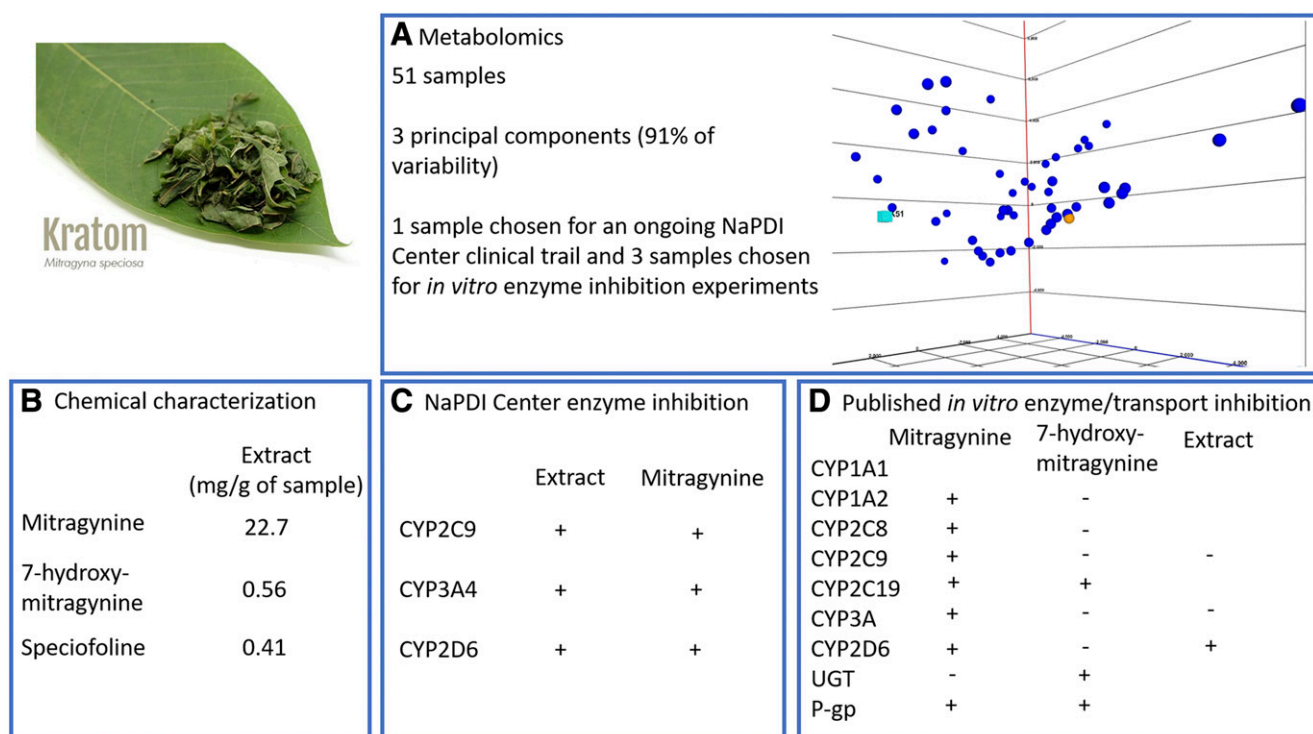 Kratom
Mitragyna speciosa
A Metabolomics
51 samples
3 principal components (91% of
variability)
1 sample chosen for an ongoing NaPDI
Center clinical trail and 3 samples chosen
for in vitro enzyme inhibition experiments
B Chemical characterization
Extract
(mg/g of sample)
Mitragynine 22.7
7-hydroxy-
mitragynine 0.56
Speciofoline 0.41
C NaPDI Center enzyme inhibition
Extract Mitragynine
CYP2C9 + +
CYP3A4 + +
CYP2D6 + +
D Published in vitro enzyme/transport inhibition
Mitragynine 7-hydroxy-
mitragynine Extract
CYP1A1
CYP1A2 + -
CYP2C8 + -
CYP2C9 + - -
CYP2C19 + +
CYP3A + - -
CYP2D6 + - +
UGT - +
P-gp + +